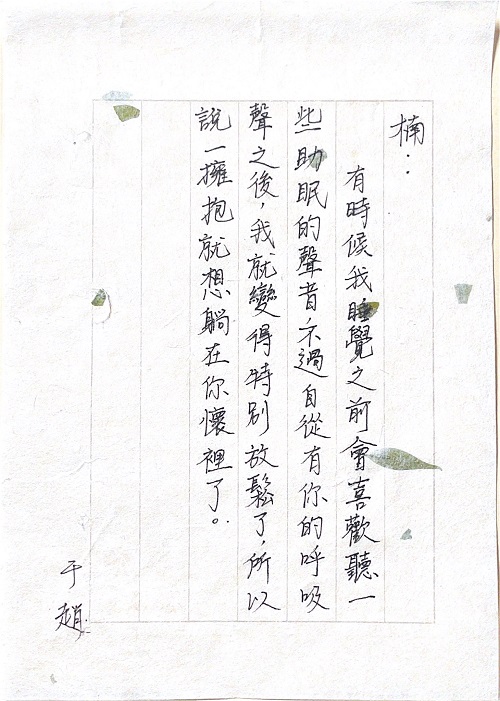 楠：
有時候我睡覺之前會喜歡聽一
些助眠的聲音不過自從有你的呼吸
聲之後，我就變得特別放鬆了，所以
說一擁抱就想躺在你懷裡了。
于趙